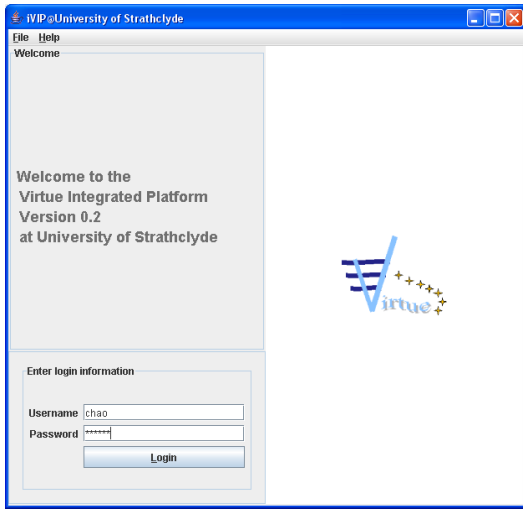 iVIP@University of Strathclyde
File Help
Welcome
Welcome to the
Virtue Integrated Platform
Version 0.2
at University of Strathclyde
Virtue
Enter login information
Username chao
Password ******
Login